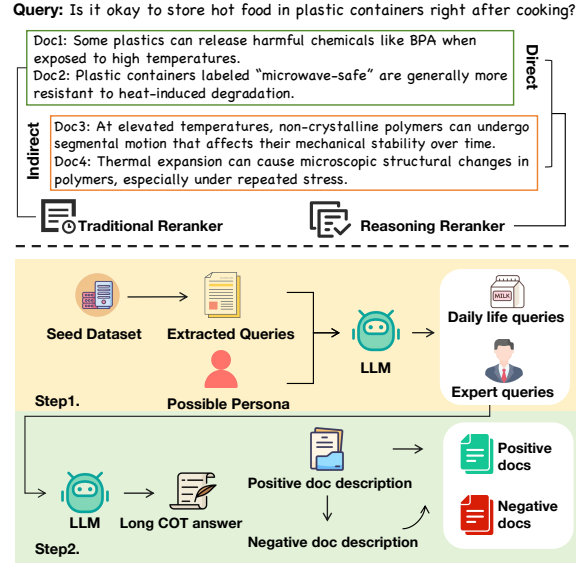 Query: Is it okay to store hot food in plastic containers right after cooking?
Doc1: Some plastics can release harmful chemicals like BPA when
exposed to high temperatures.
Doc2: Plastic containers labeled “microwave-safe” are generally more
resistant to heat-induced degradation.
Direct
Indirect
Doc3: At elevated temperatures, non-crystalline polymers can undergo
segmental motion that affects their mechanical stability over time.
Doc4: Thermal expansion can cause microscopic structural changes in
polymers, especially under repeated stress.
Traditional Reranker
Reasoning Reranker
Seed Dataset
Extracted Queries
Possible Persona
LLM
MILK
Daily life queries
Expert queries
Step1.
LLM
Long COT answer
Positive doc description
Negative doc description
Positive
docs
Negative
docs
Step2.